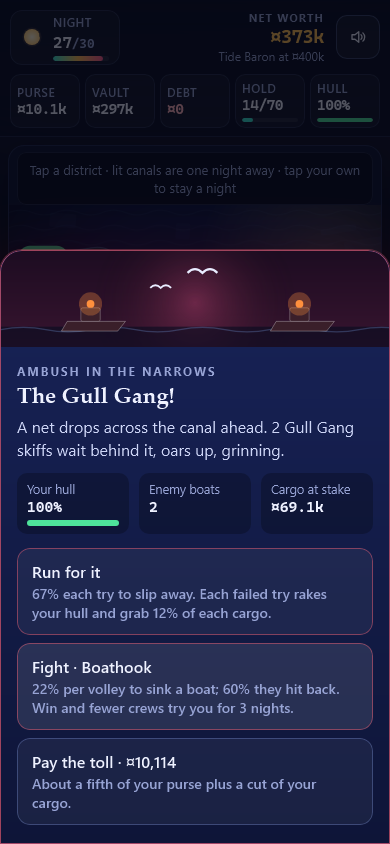 NIGHT
27/30
NET WORTH
¤373k
Tide Baron at ¤400k
PURSE
¤10.1k
VAULT
¤297k
DEBT
¤0
HOLD
14/70
HULL
100%
Tap a district · lit canals are one night away · tap your own
to stay a night
AMBUSH IN THE NARROWS
The Gull Gang!
A net drops across the canal ahead. 2 Gull Gang
skiffs wait behind it, oars up, grinning.
Your hull
100%
Enemy boats
2
Cargo at stake
¤69.1k
Run for it
67% each try to slip away. Each failed try rakes
your hull and grab 12% of each cargo.
Fight · Boathook
22% per volley to sink a boat; 60% they hit back.
Win and fewer crews try you for 3 nights.
Pay the toll · ¤10,114
About a fifth of your purse plus a cut of your
cargo.